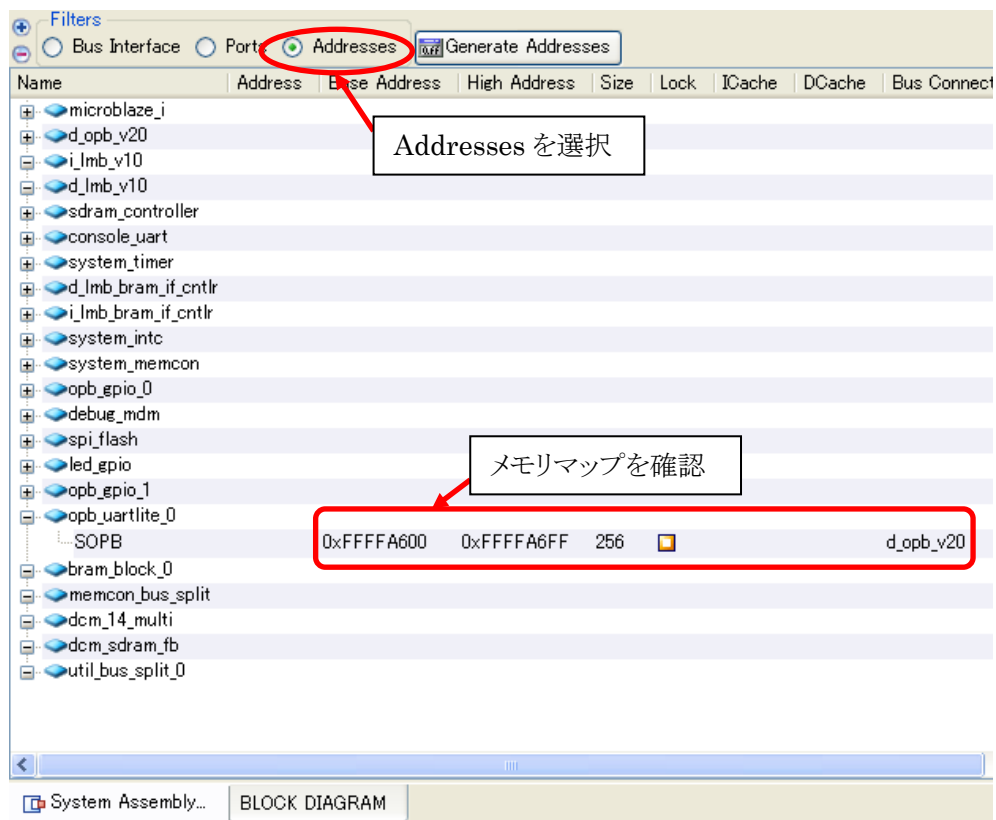 Filters
Bus Interface Ports Addresses Generate Addresses
Name Address Base Address High Address Size Lock ICache DCache Bus Connect
microblaze_i
d_opb_v20
Addresses を選択
i_lmb_v10
d_lmb_v10
sdram_controller
console_uart
system_timer
d_lmb_bram_if_cntlr
i_lmb_bram_if_cntlr
system_intc
system_memcon
opb_gpio_0
debug_mdm
spi_flash
led_gpio
メモリマップを確認
opb_gpio_1
opb_uartlite_0
SOPB 0xFFFFA600 0xFFFFA6FF 256 d_opb_v20
bram_block_0
memcon_bus_split
dcm_14_multi
dcm_sdram_fb
util_bus_split_0
System Assembly... BLOCK DIAGRAM